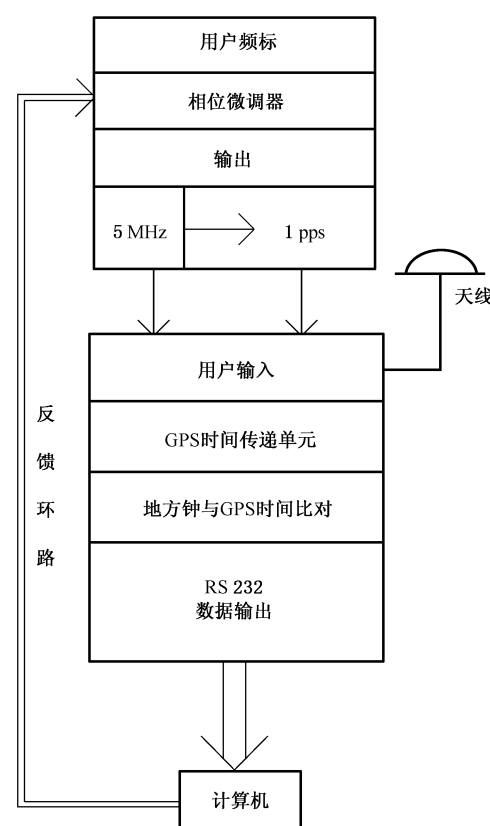 用户频标
相位微调器
输出
5 MHz
1 pps
天线
用户输入
GPS时间传递单元
地方钟与GPS时间比对
RS 232
数据输出
反
馈
环
路
计算机